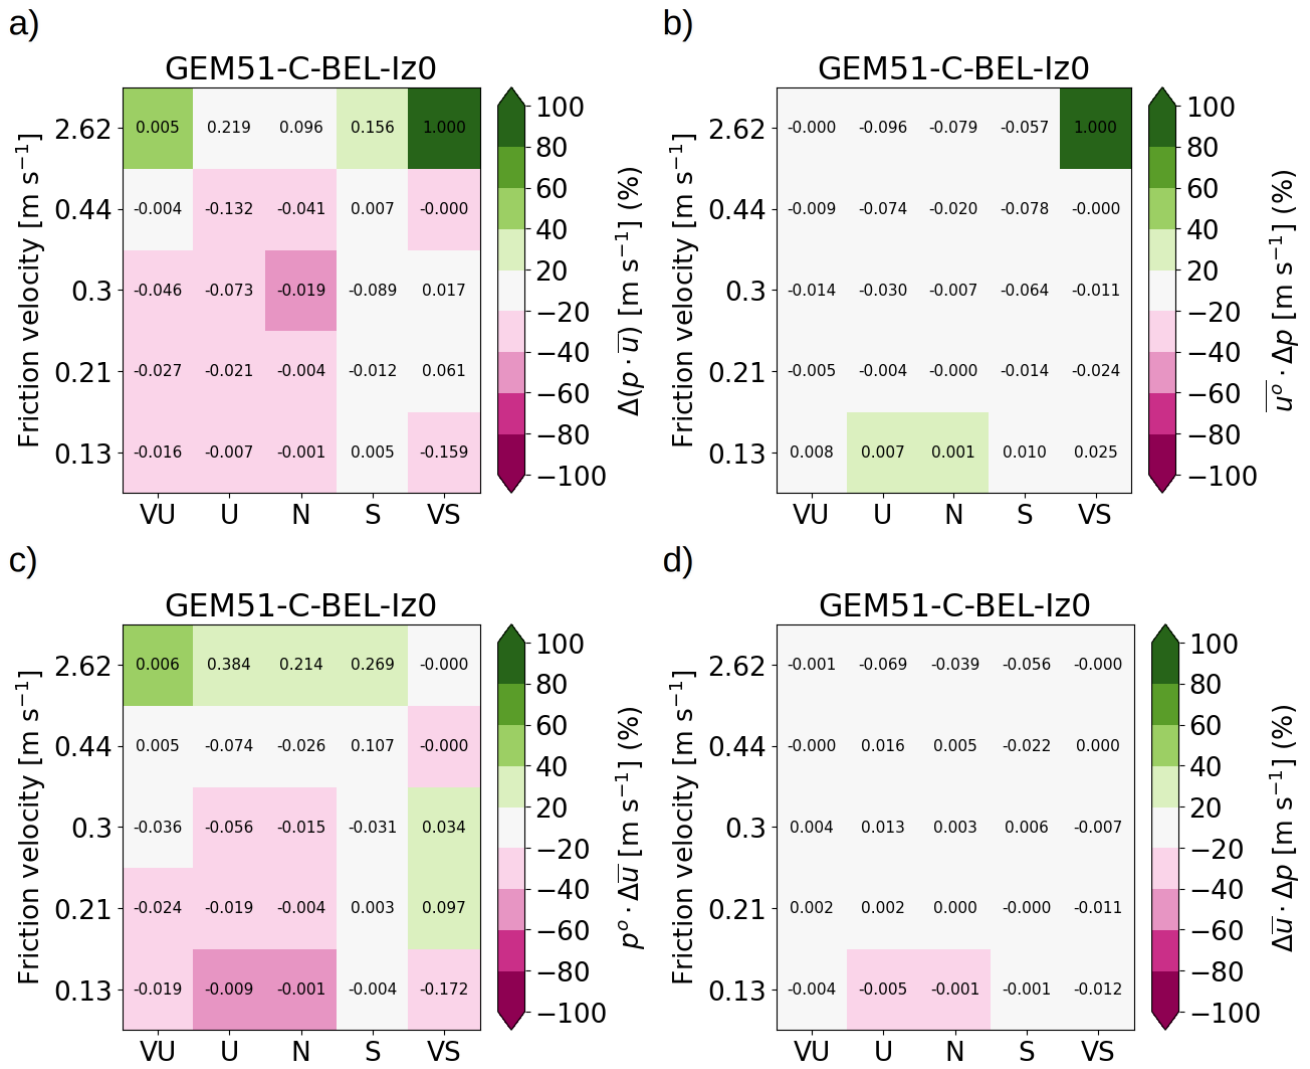 a)
GEM51-C-BEL-Iz0
Friction velocity [m s⁻¹]
2.62 0.005 0.219 0.096 0.156 1.000
0.44 -0.004 -0.132 -0.041 0.007 -0.000
0.3 -0.046 -0.073 -0.019 -0.089 0.017
0.21 -0.027 -0.021 -0.004 -0.012 0.061
0.13 -0.016 -0.007 -0.001 0.005 -0.159
VU U N S VS
100
80
60
40
20
−20
−40
−60
−80
−100
Δ(p · u̅) [m s⁻¹] (%)
b)
GEM51-C-BEL-Iz0
Friction velocity [m s⁻¹]
2.62 -0.000 -0.096 -0.079 -0.057 1.000
0.44 -0.009 -0.074 -0.020 -0.078 -0.000
0.3 -0.014 -0.030 -0.007 -0.064 -0.011
0.21 -0.005 -0.004 -0.000 -0.014 -0.024
0.13 0.008 0.007 0.001 0.010 0.025
VU U N S VS
100
80
60
40
20
−20
−40
−60
−80
−100
u̅ᵒ · Δp [m s⁻¹] (%)
c)
GEM51-C-BEL-Iz0
Friction velocity [m s⁻¹]
2.62 0.006 0.384 0.214 0.269 -0.000
0.44 0.005 -0.074 -0.026 0.107 -0.000
0.3 -0.036 -0.056 -0.015 -0.031 0.034
0.21 -0.024 -0.019 -0.004 0.003 0.097
0.13 -0.019 -0.009 -0.001 -0.004 -0.172
VU U N S VS
100
80
60
40
20
−20
−40
−60
−80
−100
pᵒ · Δu̅ [m s⁻¹] (%)
d)
GEM51-C-BEL-Iz0
Friction velocity [m s⁻¹]
2.62 -0.001 -0.069 -0.039 -0.056 -0.000
0.44 -0.000 0.016 0.005 -0.022 0.000
0.3 0.004 0.013 0.003 0.006 -0.007
0.21 0.002 0.002 0.000 -0.000 -0.011
0.13 -0.004 -0.005 -0.001 -0.001 -0.012
VU U N S VS
100
80
60
40
20
−20
−40
−60
−80
−100
Δu̅ · Δp [m s⁻¹] (%)